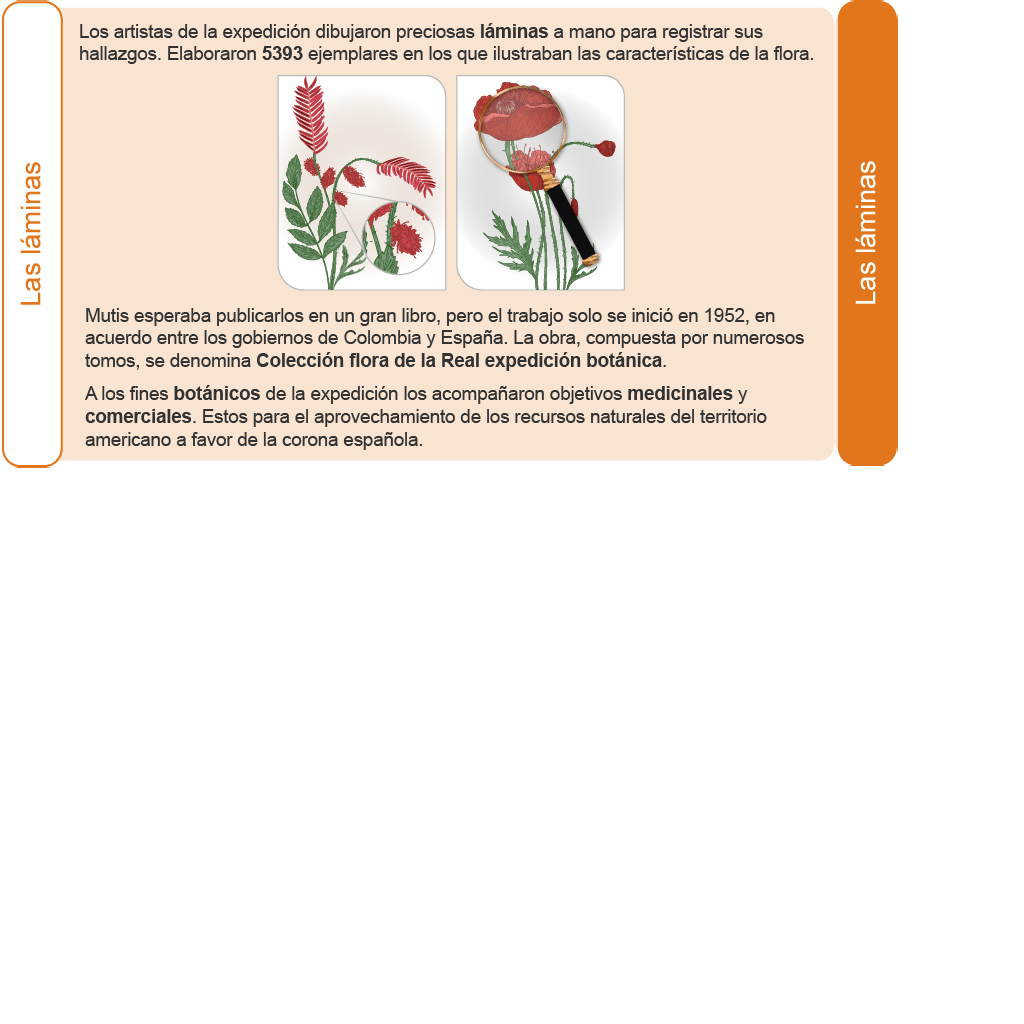 Las láminas
Los artistas de la expedición dibujaron preciosas láminas a mano para registrar sus
hallazgos. Elaboraron 5393 ejemplares en los que ilustraban las características de la flora.
Mutis esperaba publicarlos en un gran libro, pero el trabajo solo se inició en 1952, en
acuerdo entre los gobiernos de Colombia y España. La obra, compuesta por numerosos
tomos, se denomina Colección flora de la Real expedición botánica.
A los fines botánicos de la expedición los acompañaron objetivos medicinales y
comerciales. Estos para el aprovechamiento de los recursos naturales del territorio
americano a favor de la corona española.
Las láminas